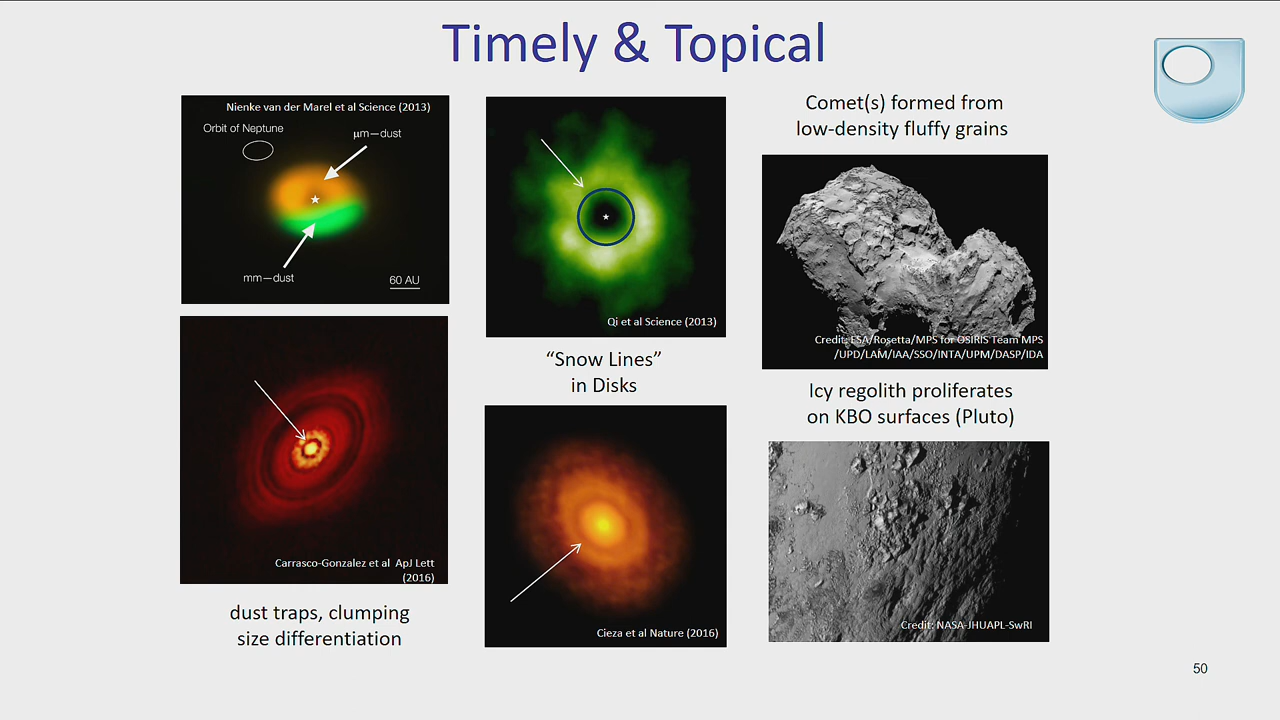 Timely & Topical
Nienke van der Marel et al Science (2013)
Orbit of Neptune
μm—dust
mm—dust
60 AU
Carrasco-Gonzalez et al ApJ Lett
(2016)
dust traps, clumping
size differentiation
Qi et al Science (2013)
“Snow Lines”
in Disks
Cieza et al Nature (2016)
Comet(s) formed from
low-density fluffy grains
Credit: ESA/Rosetta/MPS for OSIRIS Team MPS
/UPD/LAM/IAA/SSO/INTA/UPM/DASP/IDA
Icy regolith proliferates
on KBO surfaces (Pluto)
Credit: NASA-JHUAPL-SwRI
50